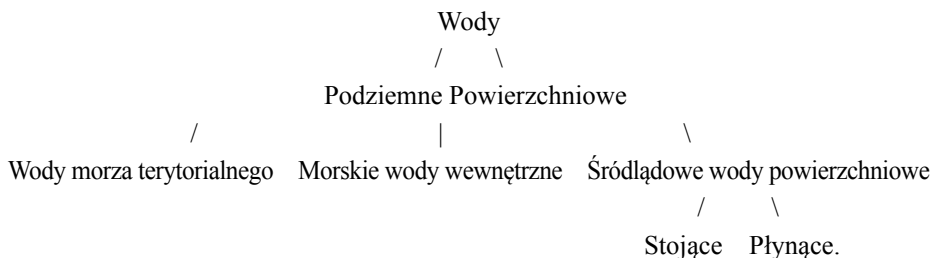 Wody
/ \
Podziemne Powierzchniowe
/ | \
Wody morza terytorialnego Morskie wody wewnętrzne Śródlądowe wody powierzchniowe
/ \
Stojące Płynące.